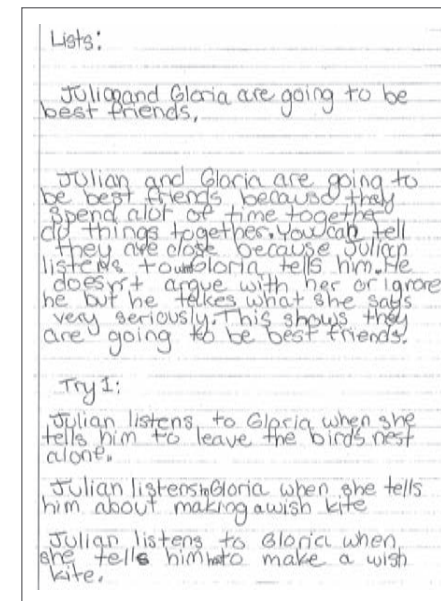 Lists:
Julian and Gloria are going to be
best friends.
Julian and Gloria are going to
be best friends because they
spend alot of time together
do things together. You can tell
they are close because Julian
listens to what Gloria tells him. He
doesn't argue with her or ignore
he but he takes what she says
very seriously. This shows they
are going to be best friends.
Try 1:
Julian listens to Gloria when she
tells him to leave the birds nest
alone.
Julian listens to Gloria when she tells
him about making a wish kite
Julian listens to Gloria when
she tells him how to make a wish
kite.